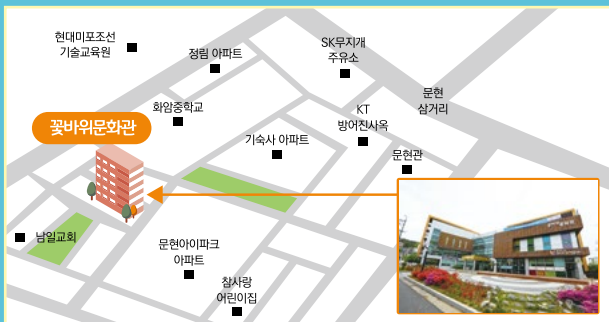 현대미포조선
기술교육원
정림 아파트
SK무지개
주유소
화암중학교
KT
방어진사옥
문현
삼거리
꽃바위문화관
기숙사 아파트
문현관
남일교회
문현아이파크
아파트
참사랑
어린이집